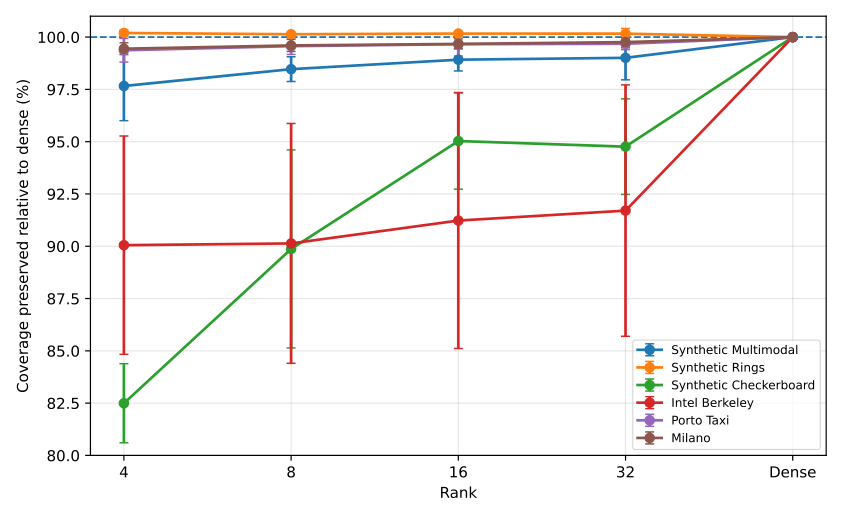 Coverage preserved relative to dense (%)
100.0
97.5
95.0
92.5
90.0
87.5
85.0
82.5
80.0
4
8
16
32
Dense
Rank
Synthetic Multimodal
Synthetic Rings
Synthetic Checkerboard
Intel Berkeley
Porto Taxi
Milano